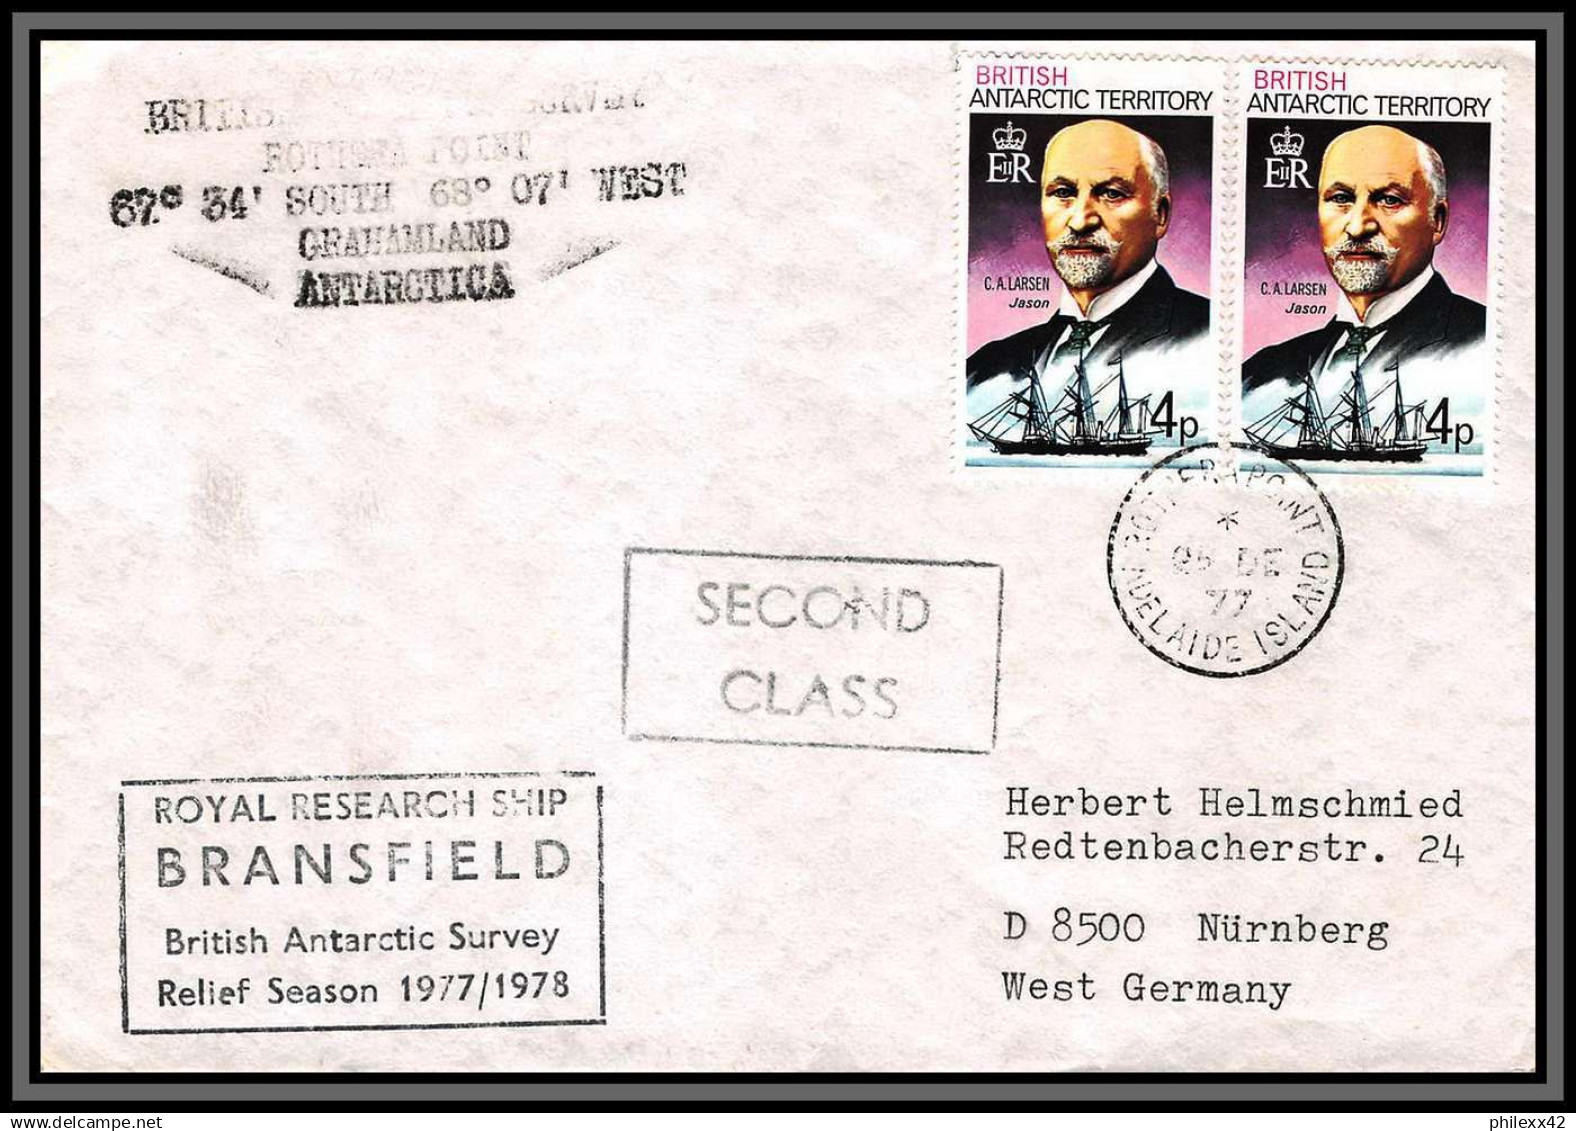 BRITISH
ROTHERA POINT
67° 34' SOUTH 68° 07' WEST
GRAHAMLAND
ANTARCTICA
BRITISH
ANTARCTIC TERRITORY
EIIR
C.A.LARSEN
Jason
4p
BRITISH
ANTARCTIC TERRITORY
EIIR
C.A.LARSEN
Jason
4p
ROTHERA POINT
*
DE
77
ADELAIDE ISLAND
SECOND
CLASS
ROYAL RESEARCH SHIP
BRANSFIELD
British Antarctic Survey
Relief Season 1977/1978
Herbert Helmschmied
Redtenbacherstr. 24
D 8500 Nürnberg
West Germany
philexx42